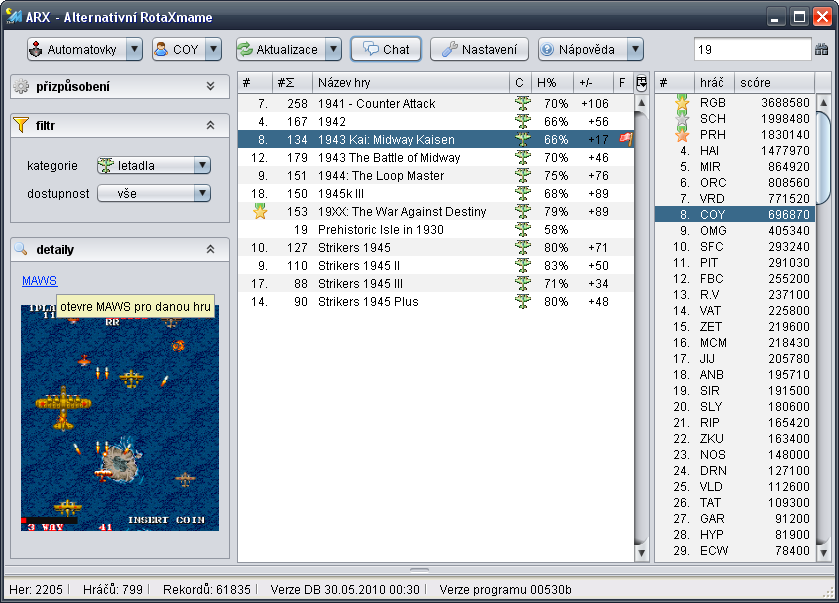 ARX - Alternativní RotaXmame
Automatovky COY Aktualizace Chat Nastavení Nápověda 19
přizpůsobení
filtr
kategorie letadla
dostupnost vše
detaily
MAWS
otevre MAWS pro danou hru
RR
INSERT COIN
3 WAY 41
# #Σ Název hry C H% +/- F
7. 258 1941 - Counter Attack 70% +106
4. 167 1942 66% +56
8. 134 1943 Kai: Midway Kaisen 66% +17
12. 179 1943 The Battle of Midway 70% +46
9. 151 1944: The Loop Master 75% +76
18. 150 1945k III 68% +89
153 19XX: The War Against Destiny 79% +89
19 Prehistoric Isle in 1930 58%
10. 127 Strikers 1945 80% +71
9. 110 Strikers 1945 II 83% +50
17. 88 Strikers 1945 III 71% +34
14. 90 Strikers 1945 Plus 80% +48
# hráč scóre
RGB 3688580
SCH 1998480
PRH 1830140
4. HAI 1477970
5. MIR 864920
6. ORC 808560
7. VRD 771520
8. COY 696870
9. OMG 405340
10. SFC 293240
11. PIT 291030
12. FBC 255200
13. R.V 237100
14. VAT 225800
15. ZET 219600
16. MCM 218430
17. JIJ 205780
18. ANB 195710
19. SIR 191500
20. SLY 180600
21. RIP 165420
22. ZKU 163400
23. NOS 148000
24. DRN 127100
25. VLD 112600
26. TAT 109300
27. GAR 91200
28. HYP 81900
29. ECW 78400
Her: 2205 Hráčů: 799 Rekordů: 61835 Verze DB 30.05.2010 00:30 Verze programu 00530b